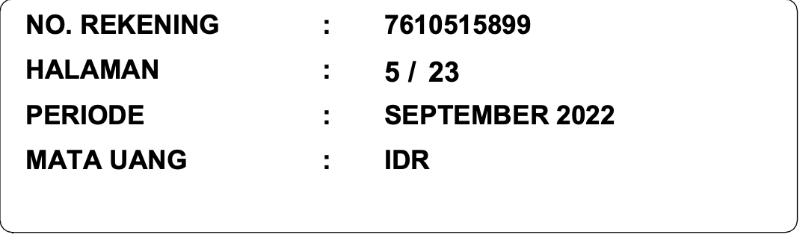 NO. REKENING : 7610515899
HALAMAN : 5 / 23
PERIODE : SEPTEMBER 2022
MATA UANG : IDR